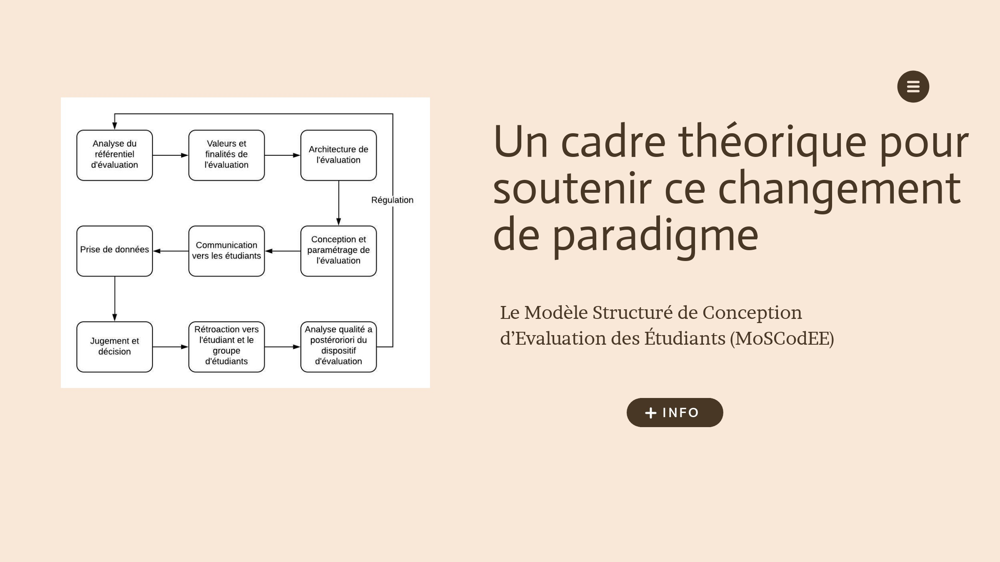 Analyse du
référentiel
d'évaluation
Valeurs et
finalités de
l'évaluation
Architecture de
l'évaluation
Régulation
Conception et
paramétrage de
l'évaluation
Communication
vers les étudiants
Prise de données
Jugement et
décision
Rétroaction vers
l'étudiant et le
groupe
d'étudiants
Analyse qualité a
postéroriori du
dispositif
d'évaluation
Un cadre théorique pour
soutenir ce changement
de paradigme
Le Modèle Structuré de Conception
d’Evaluation des Étudiants (MoSCodEE)
+ INFO